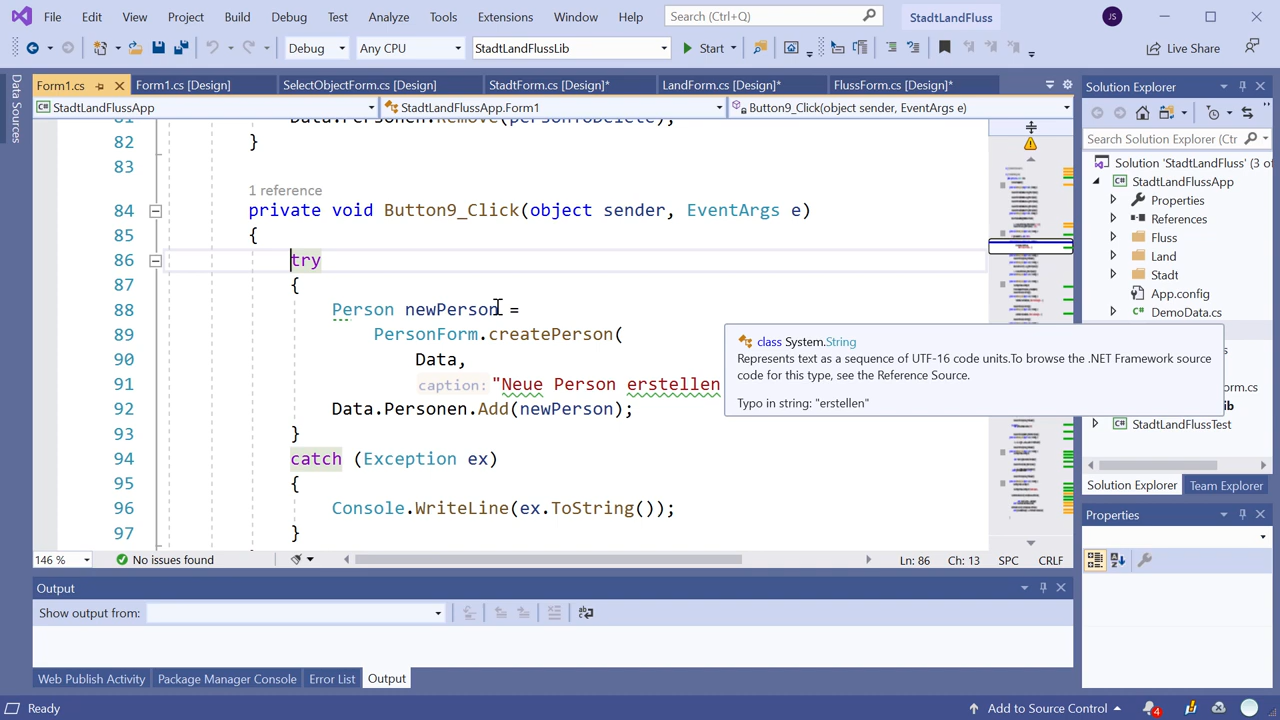 File Edit View Project Build Debug Test Analyze Tools Extensions Window Help Search (Ctrl+Q) StadtLandFluss JS
Debug Any CPU StadtLandFlussLib Start Live Share
Data Sources
Form1.cs Form1.cs [Design] SelectObjectForm.cs [Design] StadtForm.cs [Design]* LandForm.cs [Design]* FlussForm.cs [Design]*
StadtLandFlussApp StadtLandFlussApp.Form1 Button9_Click(object sender, EventArgs e)
81 Data.Personen.Remove(personToDelete);
82 }
83
1 reference
84 private void Button9_Click(object sender, EventArgs e)
85 {
86 try
87 {
88 Person newPerson =
89 PersonForm.createPerson(
90 Data,
91 caption: "Neue Person erstellen
92 Data.Personen.Add(newPerson);
93 }
94 catch (Exception ex)
95 {
96 Console.WriteLine(ex.ToString());
97 }
class System.String
Represents text as a sequence of UTF-16 code units.To browse the .NET Framework source
code for this type, see the Reference Source.
Typo in string: "erstellen"
146 % No issues found Ln: 86 Ch: 13 SPC CRLF
Output
Show output from:
Web Publish Activity Package Manager Console Error List Output
Solution Explorer
Search Solution Explorer (Ctrl
Solution 'StadtLandFluss' (3 of
StadtLandFlussApp
Properties
References
Fluss
Land
Stadt
App.config
DemoData.cs
StadtLandFlussTest
Solution Explorer Team Explorer
Properties
Ready Add to Source Control 4